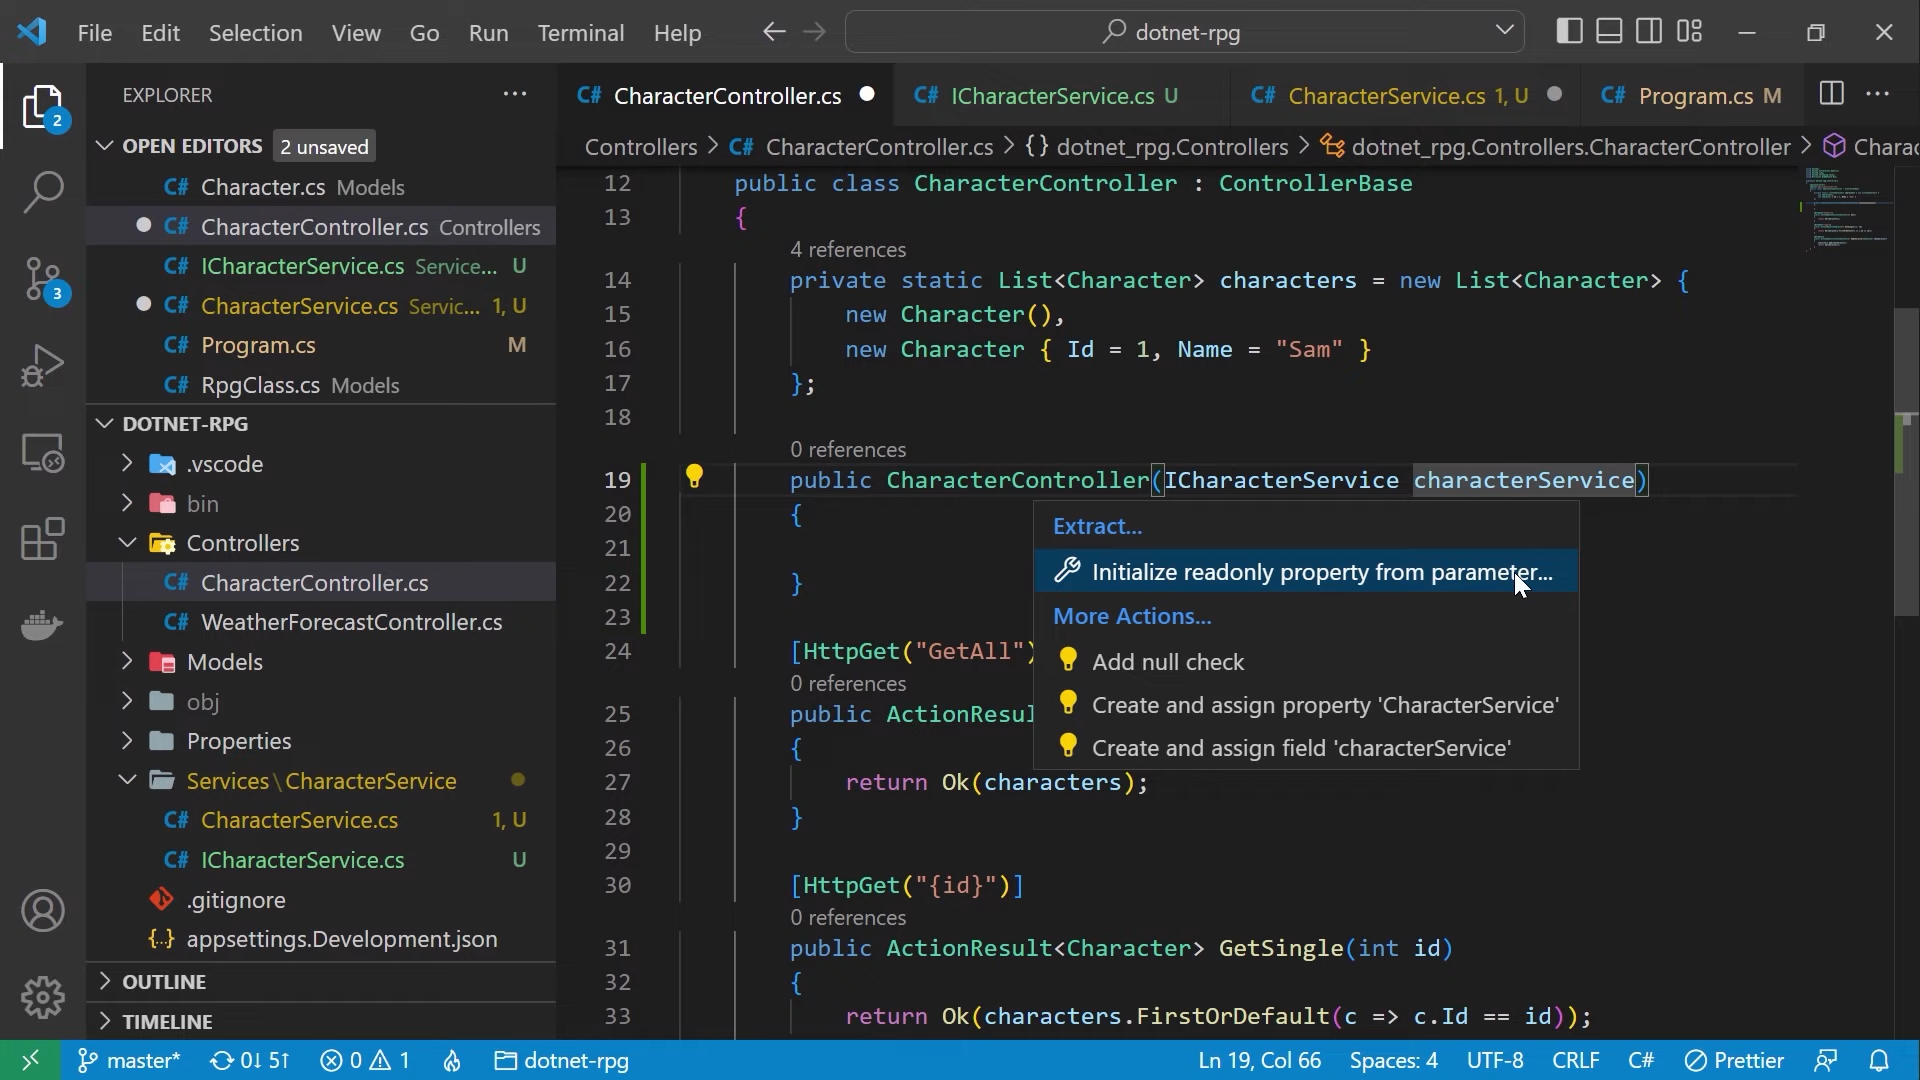 File Edit Selection View Go Run Terminal Help
dotnet-rpg
EXPLORER
OPEN EDITORS 2 unsaved
C# Character.cs Models
C# CharacterController.cs Controllers
C# ICharacterService.cs Service... U
C# CharacterService.cs Servic... 1, U
C# Program.cs M
C# RpgClass.cs Models
DOTNET-RPG
.vscode
bin
Controllers
C# CharacterController.cs
C# WeatherForecastController.cs
Models
obj
Properties
Services\CharacterService
C# CharacterService.cs 1, U
C# ICharacterService.cs U
.gitignore
{..} appsettings.Development.json
OUTLINE
TIMELINE
2
3
C# CharacterController.cs
C# ICharacterService.cs U
C# CharacterService.cs 1, U
C# Program.cs M
Controllers > C# CharacterController.cs > {} dotnet_rpg.Controllers > dotnet_rpg.Controllers.CharacterController > Charac
12 public class CharacterController : ControllerBase
13 {
4 references
14 private static List<Character> characters = new List<Character> {
15 new Character(),
16 new Character { Id = 1, Name = "Sam" }
17 };
18
0 references
19 public CharacterController(ICharacterService characterService)
20 {
21
22 }
23
24 [HttpGet("GetAll")
0 references
25 public ActionResul
26 {
27 return Ok(characters);
28 }
29
30 [HttpGet("{id}")]
0 references
31 public ActionResult<Character> GetSingle(int id)
32 {
33 return Ok(characters.FirstOrDefault(c => c.Id == id));
Extract...
Initialize readonly property from parameter...
More Actions...
Add null check
Create and assign property 'CharacterService'
Create and assign field 'characterService'
master* 0↓ 5↑ 0 1 dotnet-rpg
Ln 19, Col 66 Spaces: 4 UTF-8 CRLF C# Prettier